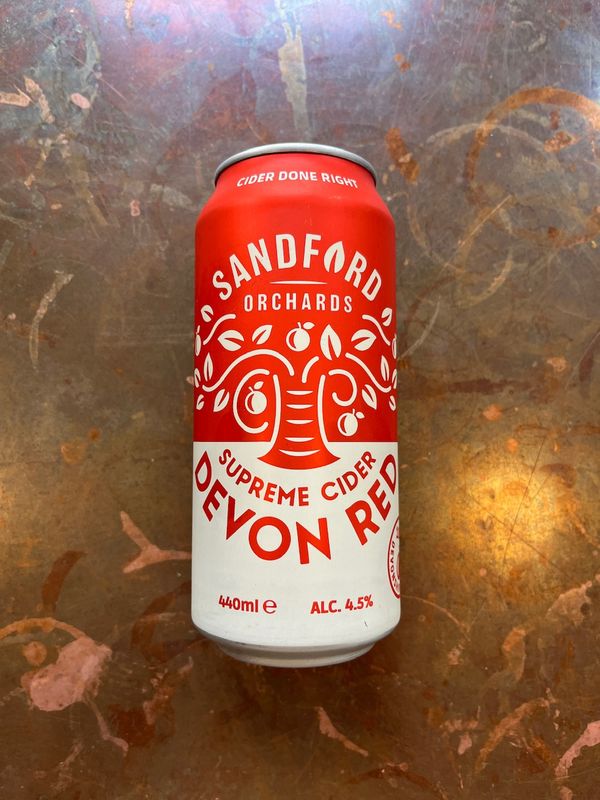 CIDER DONE RIGHT
SANDFORD
ORCHARDS
SUPREME CIDER
DEVON RED
440ml ℮
ALC. 4.5%